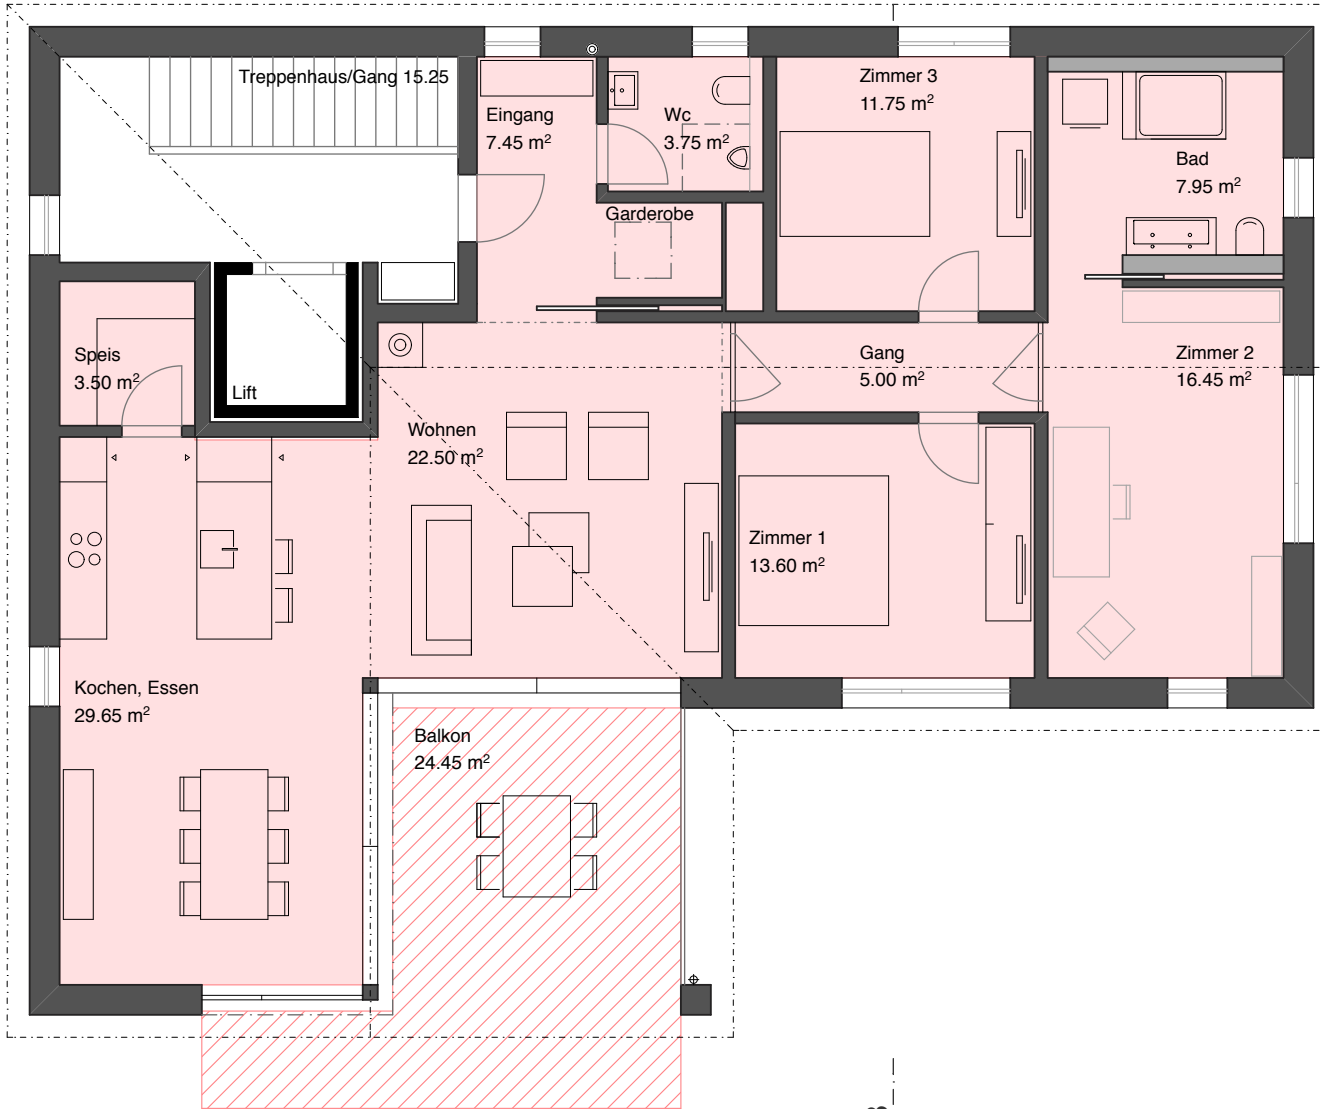 Treppenhaus/Gang 15.25
Eingang
7.45 m²
Wc
3.75 m²
Zimmer 3
11.75 m²
Bad
7.95 m²
Garderobe
Speis
3.50 m²
Lift
Wohnen
22.50 m²
Gang
5.00 m²
Zimmer 2
16.45 m²
Zimmer 1
13.60 m²
Kochen, Essen
29.65 m²
Balkon
24.45 m²